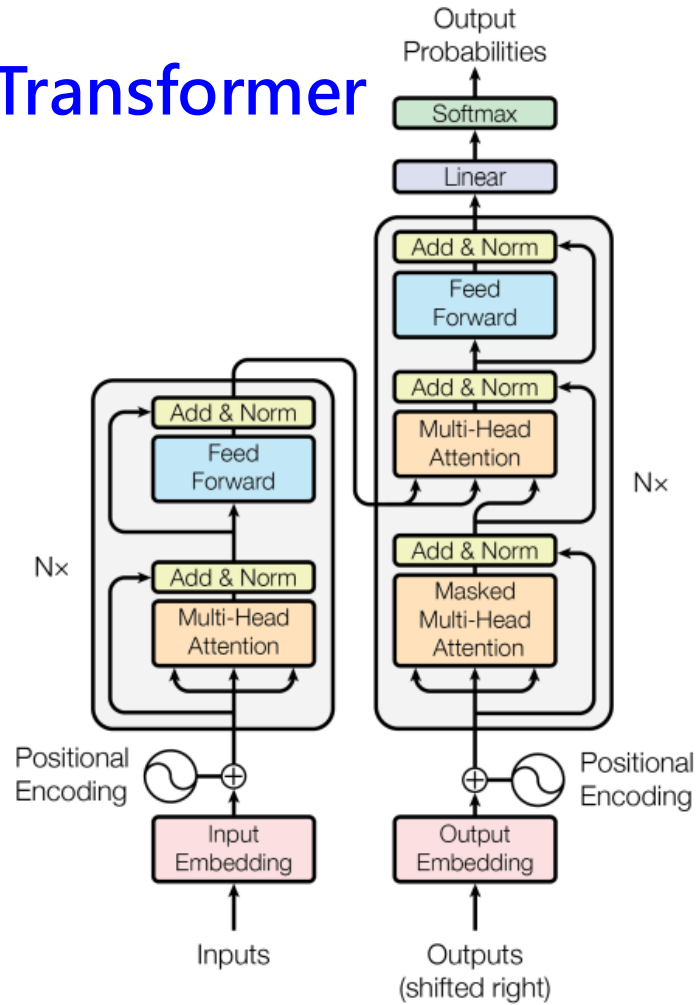 Transformer
Output
Probabilities
Softmax
Linear
Add & Norm
Feed
Forward
Add & Norm
Multi-Head
Attention
Nx
Add & Norm
Masked
Multi-Head
Attention
Positional
Encoding
Output
Embedding
Outputs
(shifted right)
Add & Norm
Feed
Forward
Nx
Add & Norm
Multi-Head
Attention
Positional
Encoding
Input
Embedding
Inputs